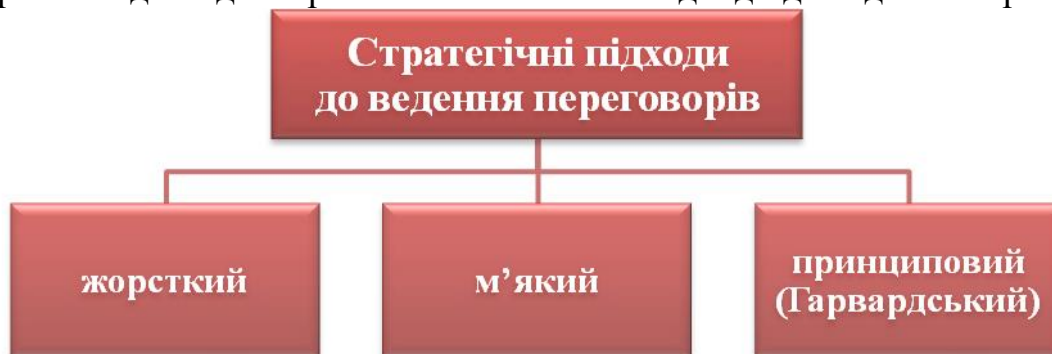 Стратегічні підходи
до ведення переговорів
жорсткий
м’який
принциповий
(Гарвардський)